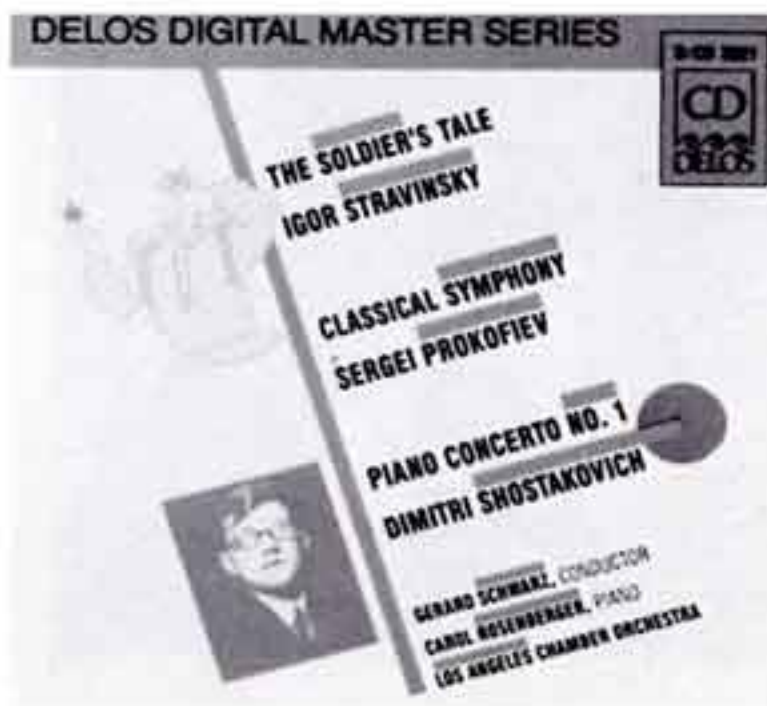 DELOS DIGITAL MASTER SERIES
CD
DELOS
THE SOLDIER'S TALE
IGOR STRAVINSKY
CLASSICAL SYMPHONY
SERGEI PROKOFIEV
PIANO CONCERTO NO. 1
DIMITRI SHOSTAKOVICH
GERARD SCHWARZ, CONDUCTOR
CAROL ROSENBERGER, PIANO
LOS ANGELES CHAMBER ORCHESTRA